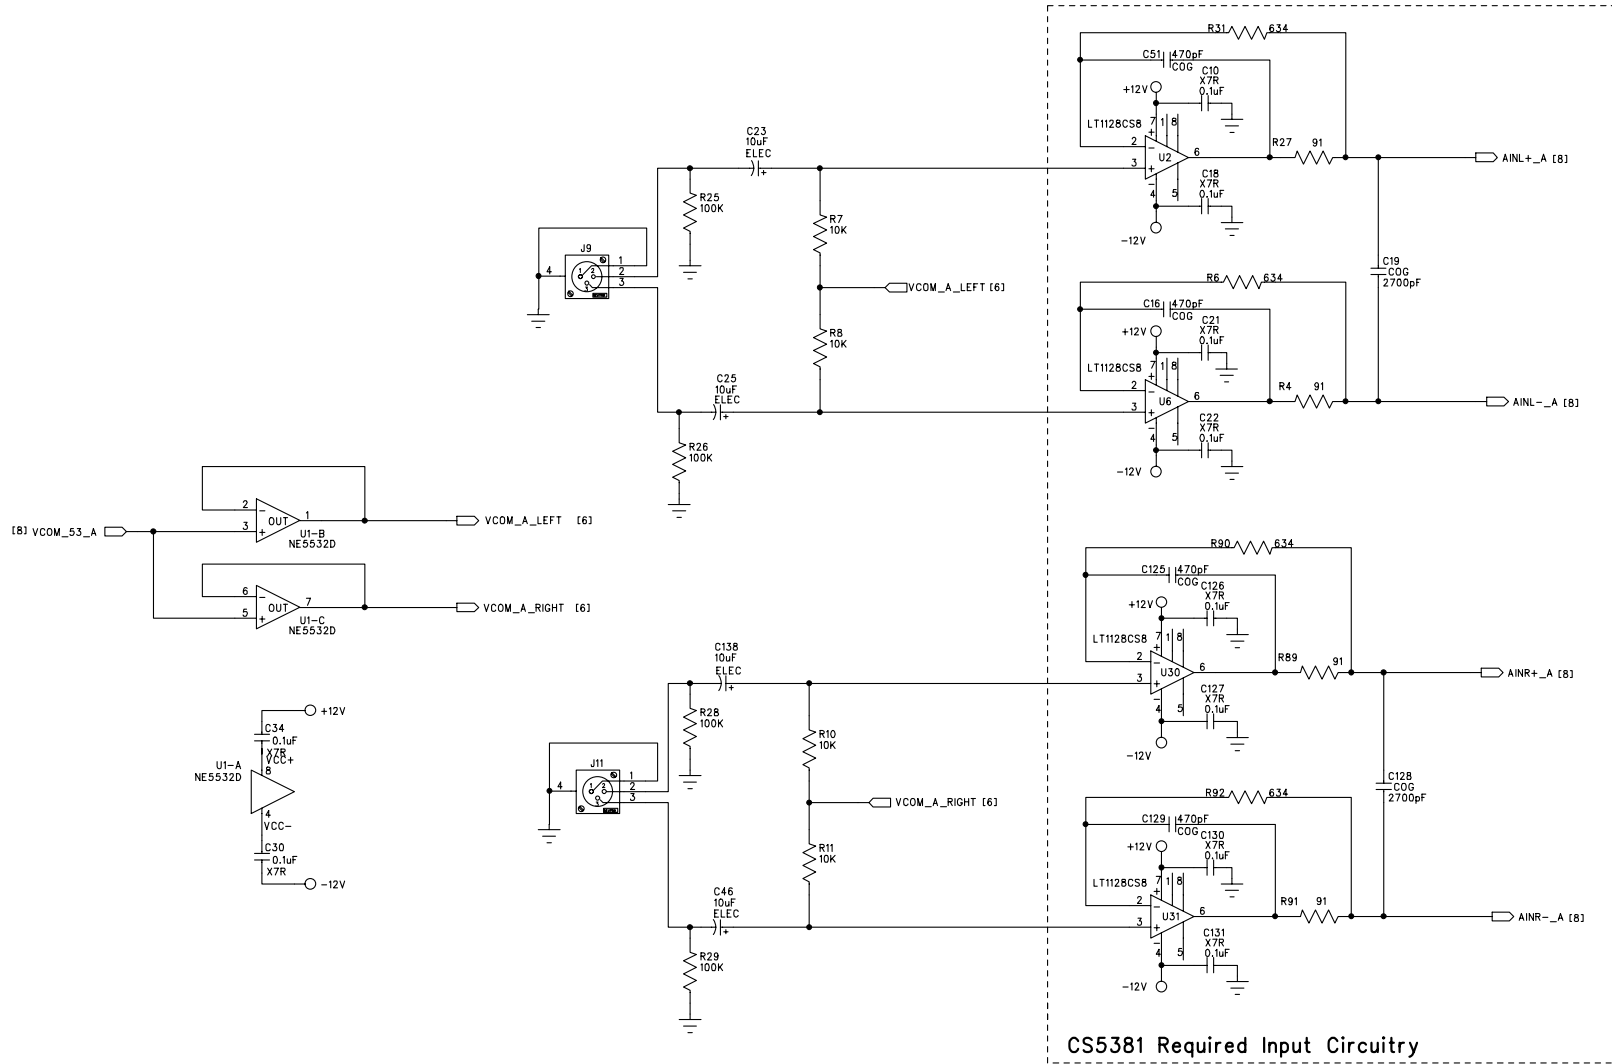 R31 634
C51 470pF
COG
C10
X7R
0.1uF
+12V
7 1 8
+
LT1128CS8
2 -
3 +
U2
6
R27 91
AINL+_A [8]
-
4 5
C18
X7R
0.1uF
-12V
C23
10uF
ELEC
+
R25
100K
R7
10K
J9
4
1 2
3
1
2
3
VCOM_A_LEFT [6]
R8
10K
C19
COG
2700pF
R6 634
C16 470pF
COG
C21
X7R
0.1uF
+12V
7 1 8
+
LT1128CS8
2 -
3 +
U6
6
R4 91
AINL-_A [8]
-
4 5
C22
X7R
0.1uF
-12V
C25
10uF
ELEC
+
R26
100K
[8] VCOM_53_A
2 -
3 +
OUT
1
U1-B
NE5532D
VCOM_A_LEFT [6]
6 -
5 +
OUT
7
U1-C
NE5532D
VCOM_A_RIGHT [6]
R90 634
C125 470pF
COG
C126
X7R
0.1uF
+12V
7 1 8
+
LT1128CS8
2 -
3 +
U30
6
R89 91
AINR+_A [8]
-
4 5
C127
X7R
0.1uF
-12V
C138
10uF
ELEC
+
R28
100K
R10
10K
+12V
C34
0.1uF
X7R
VCC+
8
U1-A
NE5532D
4
VCC-
C30
0.1uF
X7R
-12V
J11
4
1 2
3
1
2
3
VCOM_A_RIGHT [6]
R11
10K
C128
COG
2700pF
R92 634
C129 470pF
COG
C130
X7R
0.1uF
+12V
7 1 8
+
LT1128CS8
2 -
3 +
U31
6
R91 91
AINR-_A [8]
-
4 5
C131
X7R
0.1uF
-12V
C46
10uF
ELEC
+
R29
100K
CS5381 Required Input Circuitry